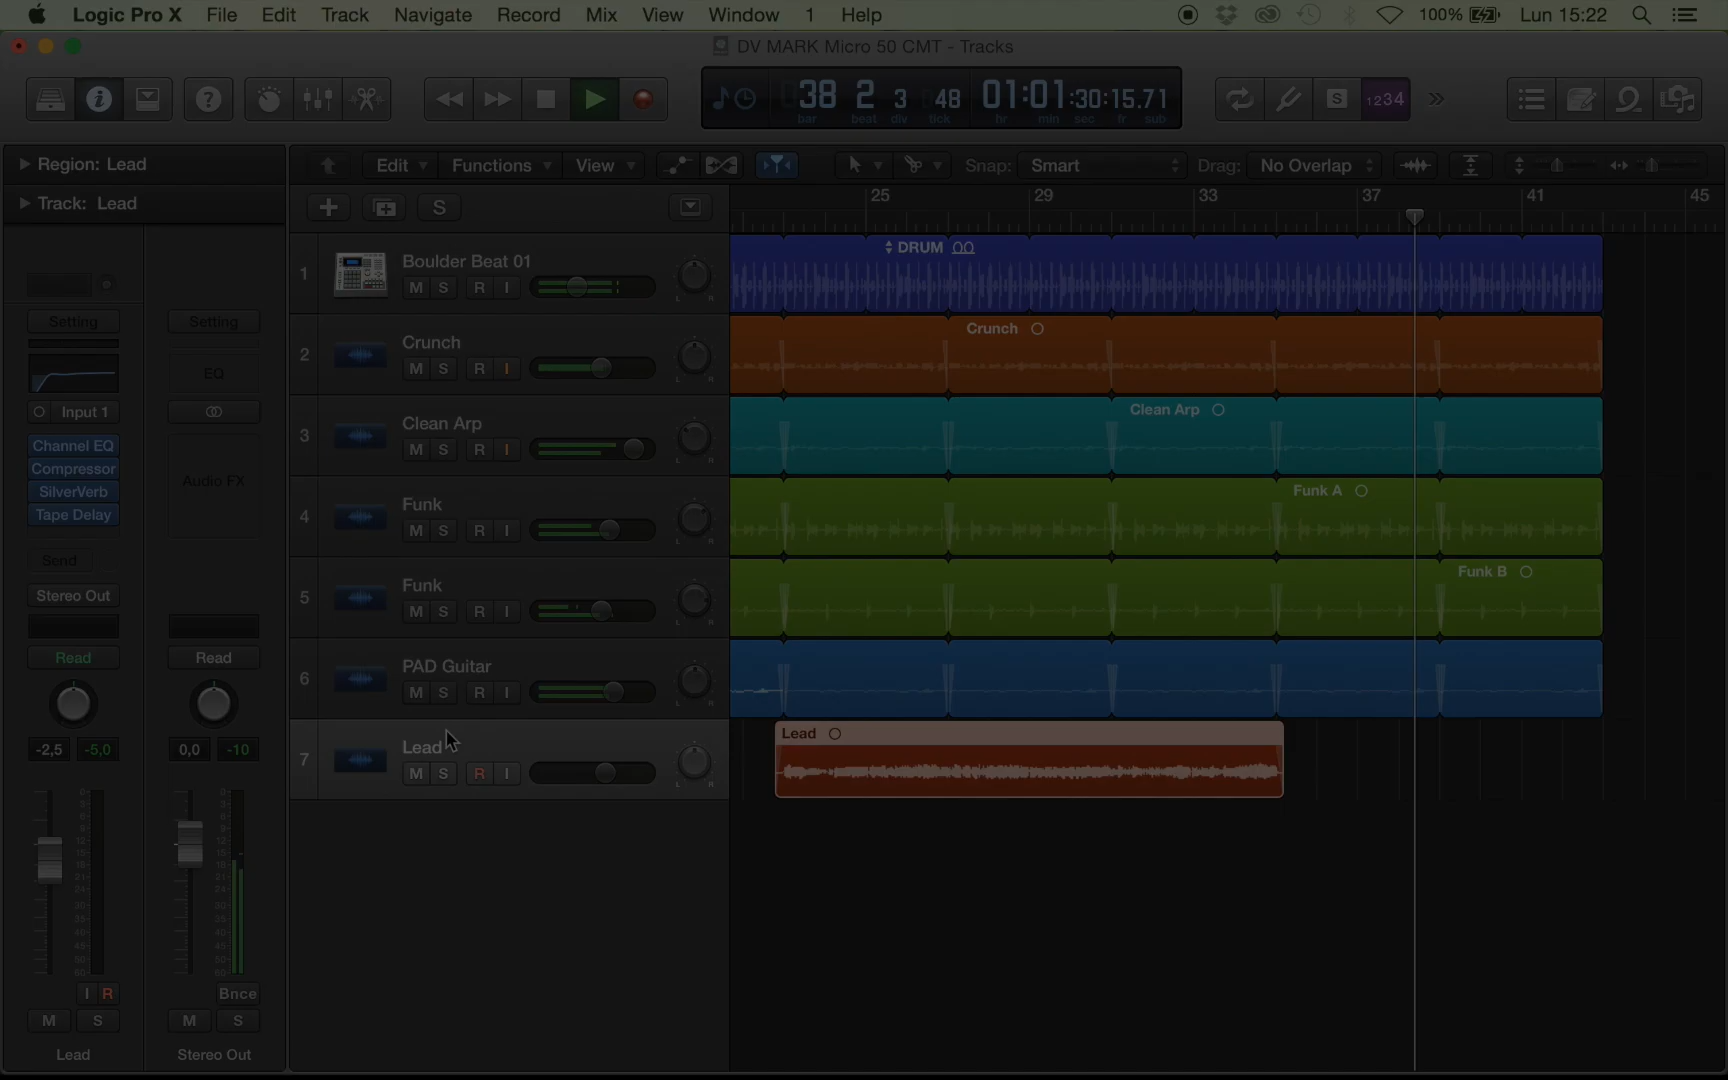 Logic Pro X File Edit Track Navigate Record Mix View Window 1 Help 100% Lun 15:22
DV MARK Micro 50 CMT - Tracks
38 2 3 48 01:01:30:15.71
bar beat div tick hr min sec fr sub
S 1234
Region: Lead
Edit Functions View Snap: Smart Drag: No Overlap
Track: Lead
S
25 29 33 37 41 45
1 Boulder Beat 01
M S R I
L R
DRUM
2 Crunch
M S R I
L R
Crunch
3 Clean Arp
M S R I
L R
Clean Arp
4 Funk
M S R I
L R
Funk A
5 Funk
M S R I
L R
Funk B
6 PAD Guitar
M S R I
L R
7 Lead
M S R I
L R
Lead
Setting Setting
EQ
Input 1
Channel EQ
Compressor
SilverVerb
Tape Delay
Audio FX
Send
Stereo Out
Read Read
-2,5 -5,0 0,0 -10
I R Bnce
M S M S
Lead Stereo Out